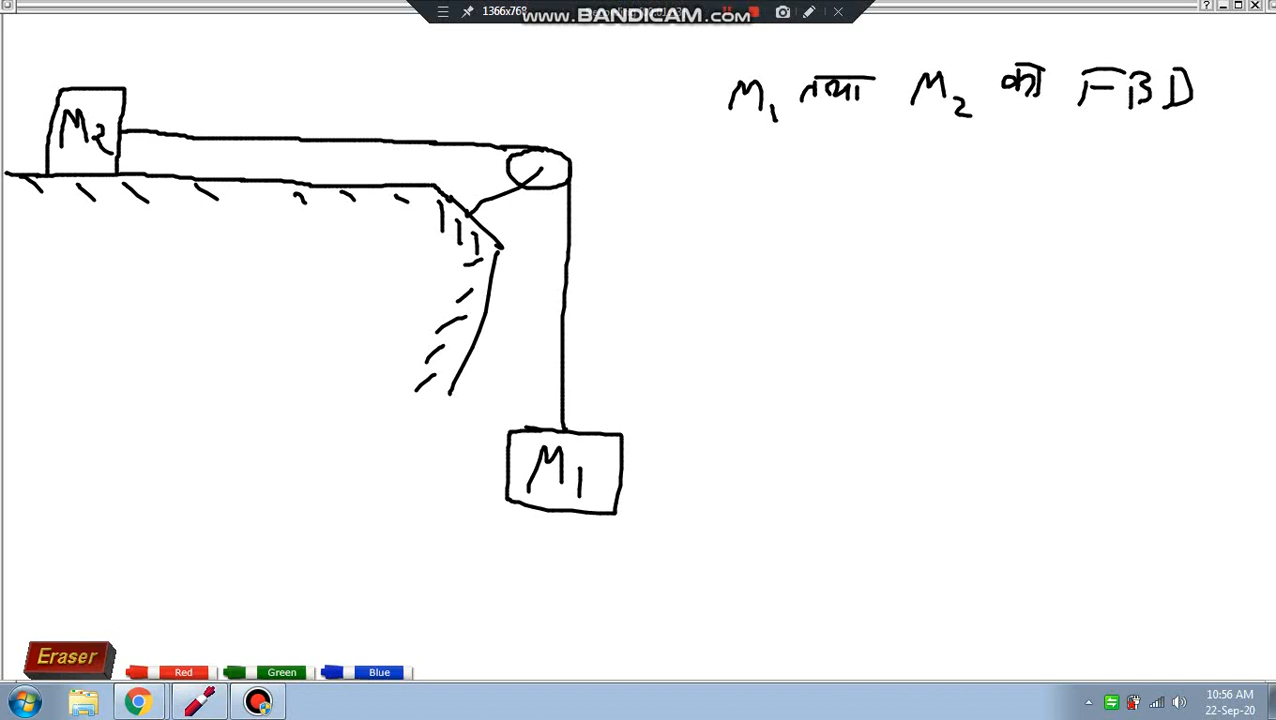 1366x768
www.BANDICAM.com
M₁ तथा M₂ को FBD
M₂
M₁
Eraser
Red Green Blue
10:56 AM
22-Sep-20